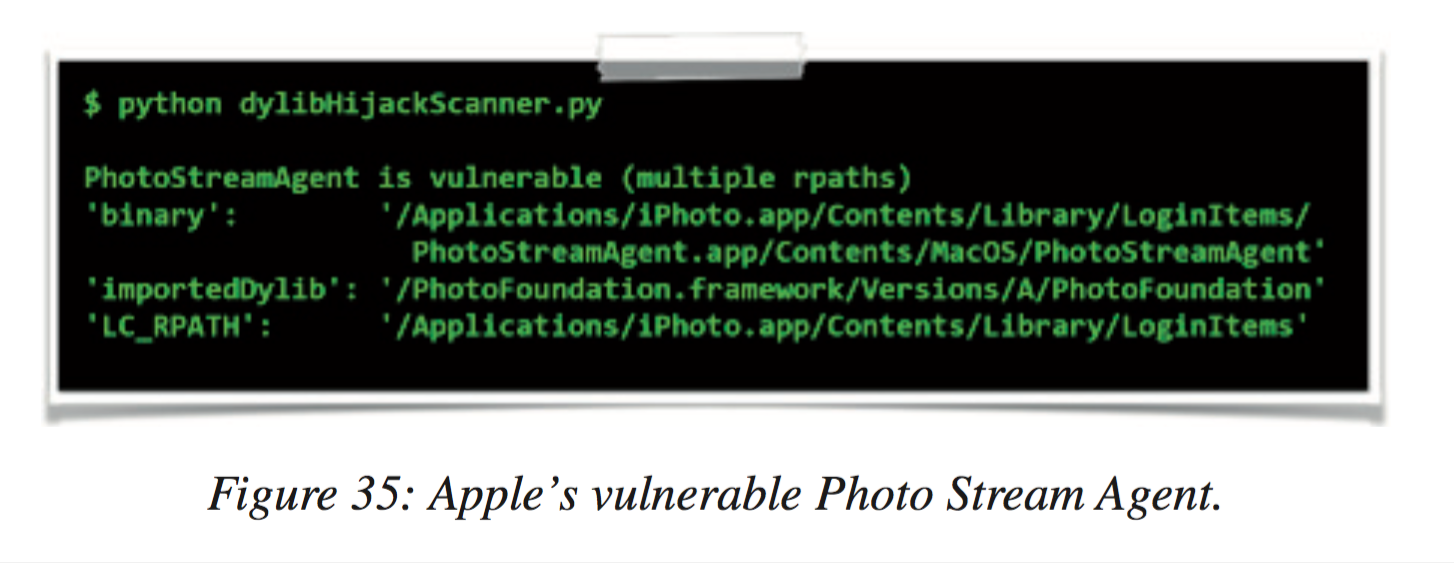 $ python dylibHijackScanner.py
PhotoStreamAgent is vulnerable (multiple rpaths)
'binary': '/Applications/iPhoto.app/Contents/Library/LoginItems/
PhotoStreamAgent.app/Contents/MacOS/PhotoStreamAgent'
'importedDylib': '/PhotoFoundation.framework/Versions/A/PhotoFoundation'
'LC_RPATH': '/Applications/iPhoto.app/Contents/Library/LoginItems'
Figure 35: Apple’s vulnerable Photo Stream Agent.